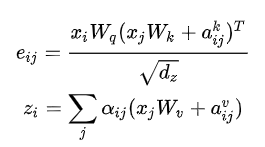 $e_{ij} = \frac{x_i W_q (x_j W_k + a_{ij}^k)^T}{\sqrt{d_z}}$
$z_i = \sum_j \alpha_{ij} (x_j W_v + a_{ij}^v)$